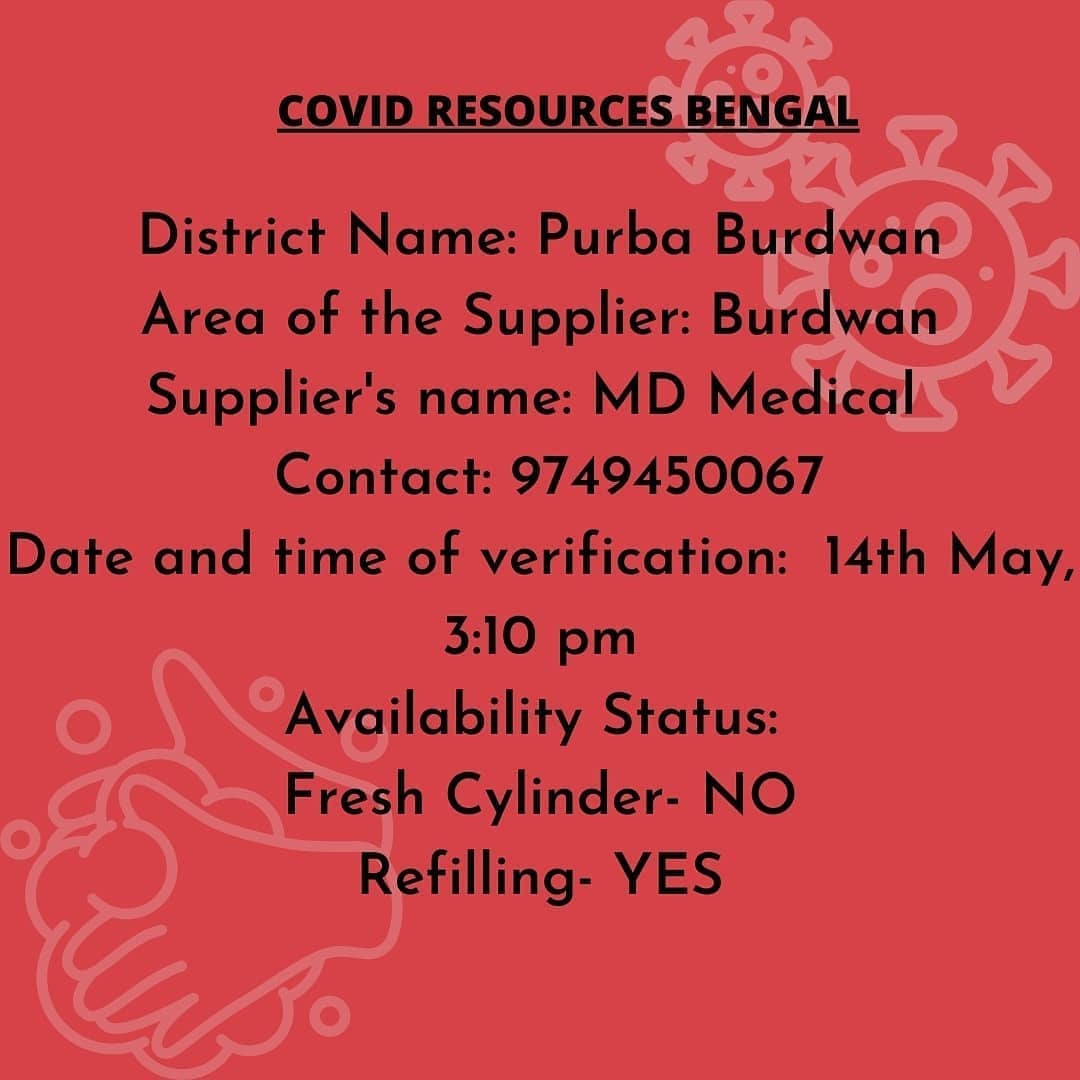 COVID RESOURCES BENGAL
District Name: Purba Burdwan
Area of the Supplier: Burdwan
Supplier's name: MD Medical
Contact: 9749450067
Date and time of verification: 14th May,
3:10 pm
Availability Status:
Fresh Cylinder- NO
Refilling- YES